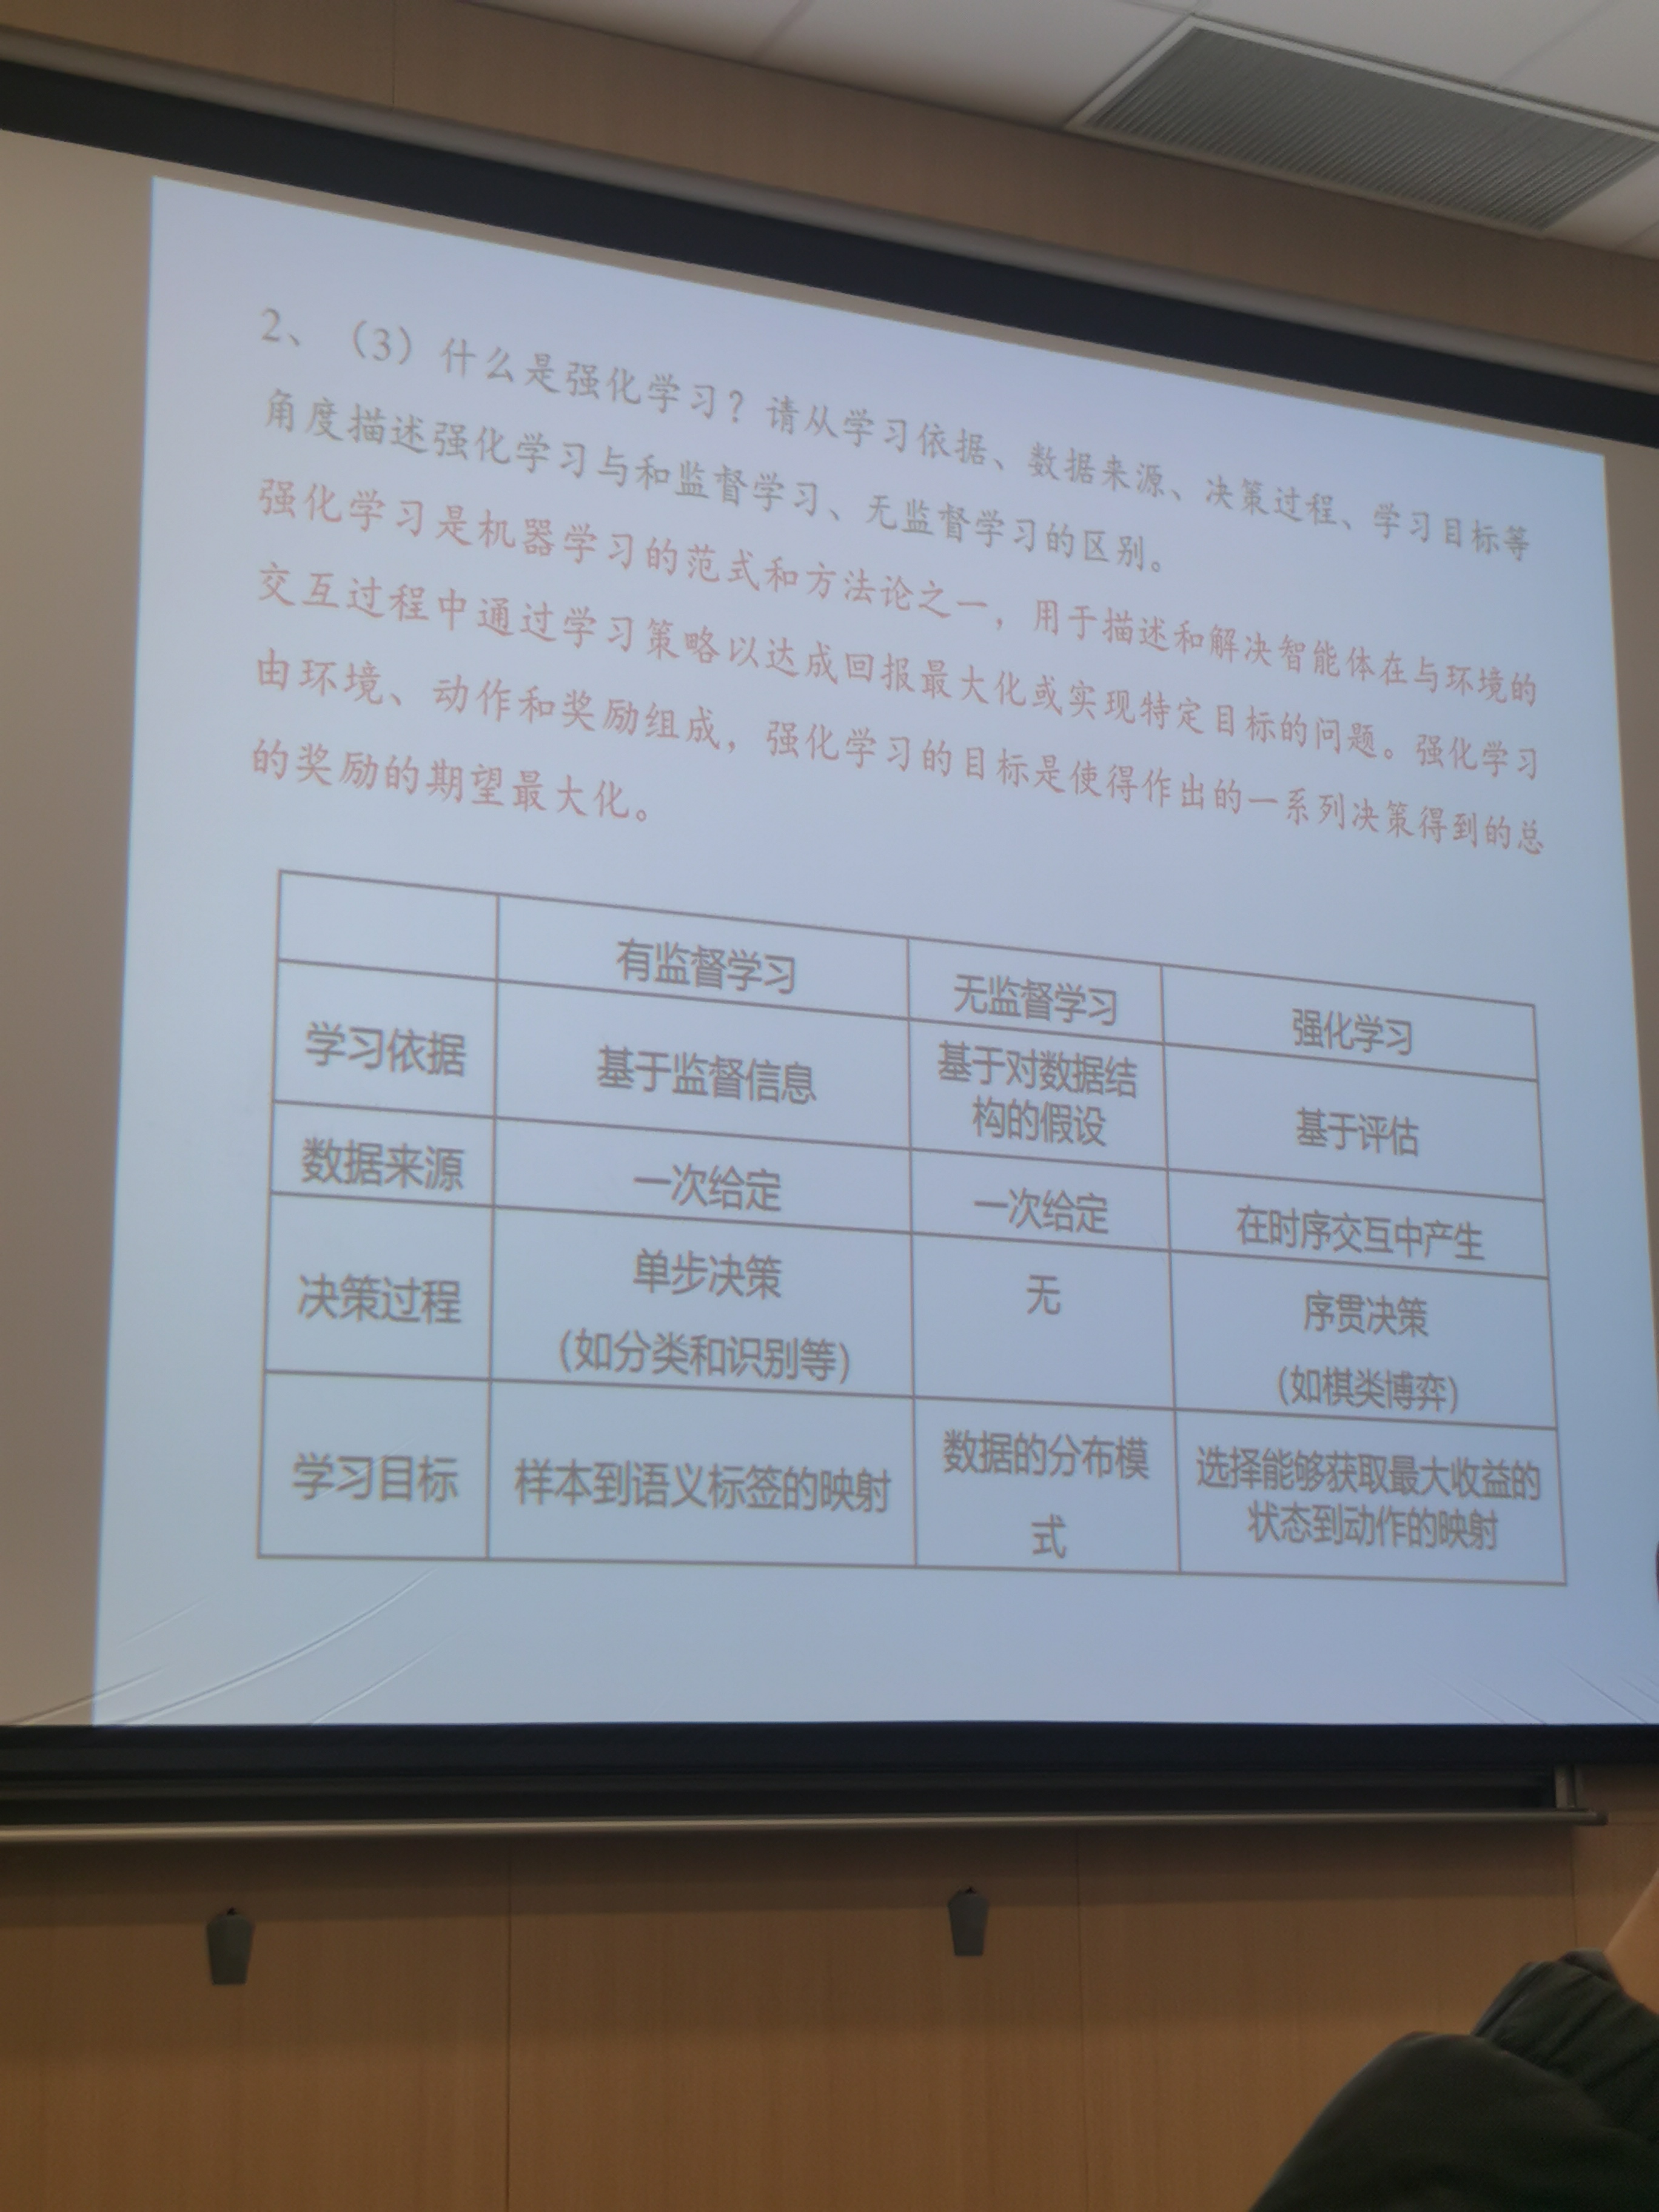 2、（3）什么是强化学习？请从学习依据、数据来源、决策过程、学习目标等
角度描述强化学习与和监督学习、无监督学习的区别。
强化学习是机器学习的范式和方法论之一，用于描述和解决智能体在与环境的
交互过程中通过学习策略以达成回报最大化或实现特定目标的问题。强化学习
由环境、动作和奖励组成，强化学习的目标是使得作出的一系列决策得到的总
的奖励的期望最大化。
有监督学习 无监督学习 强化学习
学习依据 基于监督信息 基于对数据结
构的假设 基于评估
数据来源 一次给定 一次给定 在时序交互中产生
决策过程 单步决策
（如分类和识别等） 无 序贯决策
（如棋类博弈）
学习目标 样本到语义标签的映射 数据的分布模
式 选择能够获取最大收益的
状态到动作的映射